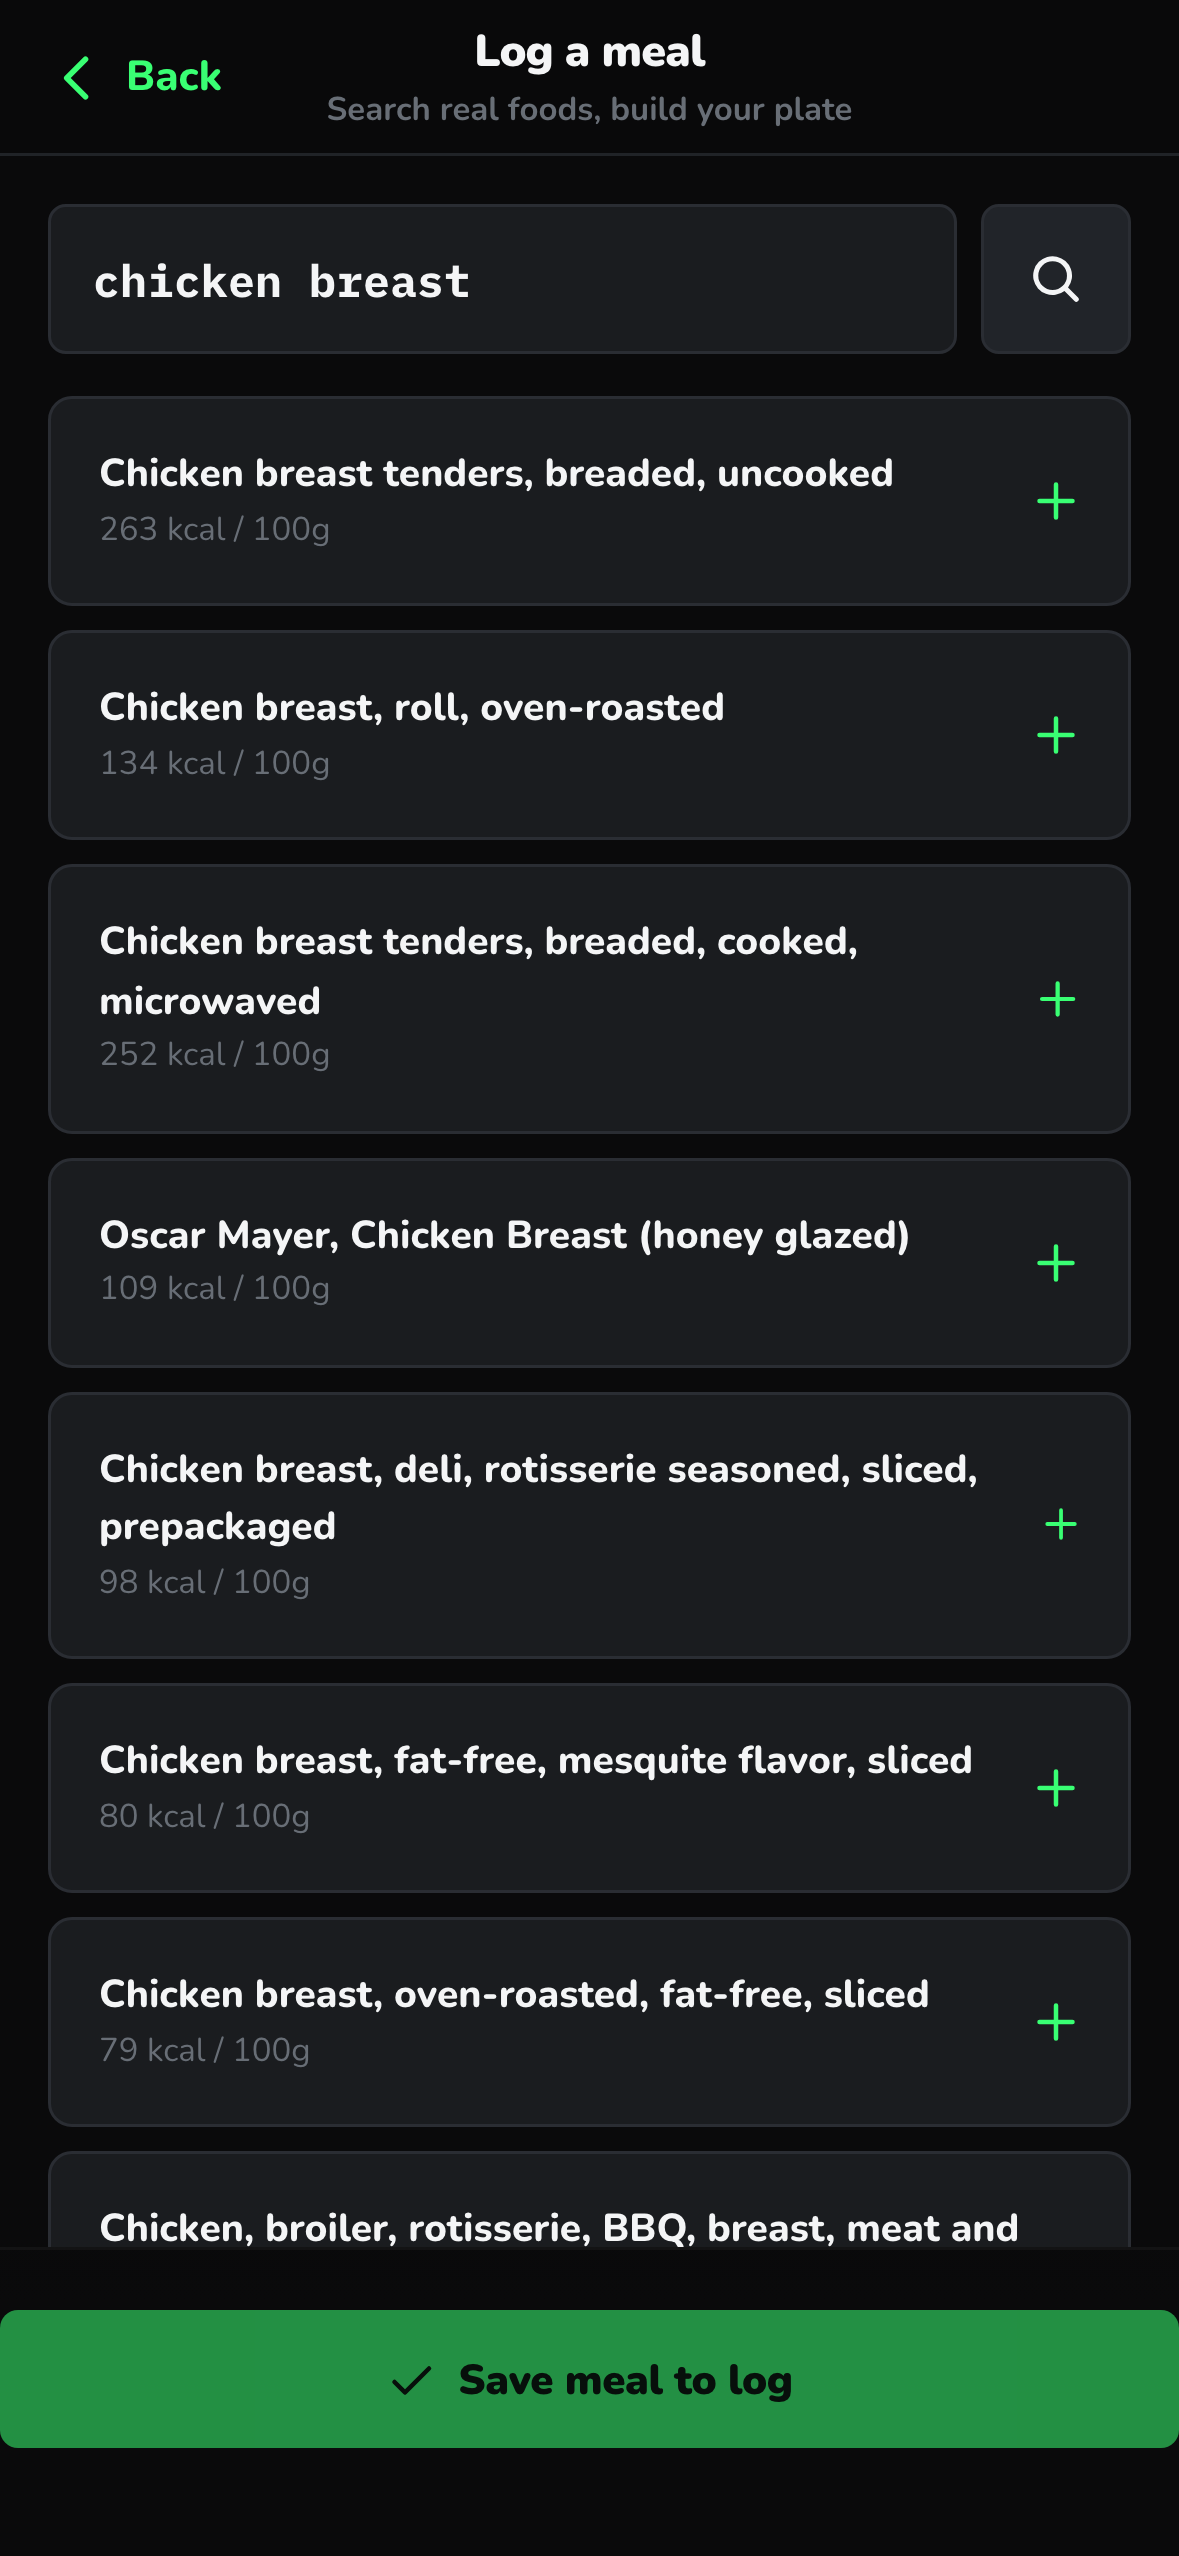 Back
Log a meal
Search real foods, build your plate
chicken breast
Chicken breast tenders, breaded, uncooked
263 kcal / 100g
Chicken breast, roll, oven-roasted
134 kcal / 100g
Chicken breast tenders, breaded, cooked,
microwaved
252 kcal / 100g
Oscar Mayer, Chicken Breast (honey glazed)
109 kcal / 100g
Chicken breast, deli, rotisserie seasoned, sliced,
prepackaged
98 kcal / 100g
Chicken breast, fat-free, mesquite flavor, sliced
80 kcal / 100g
Chicken breast, oven-roasted, fat-free, sliced
79 kcal / 100g
Chicken, broiler, rotisserie, BBQ, breast, meat and
Save meal to log